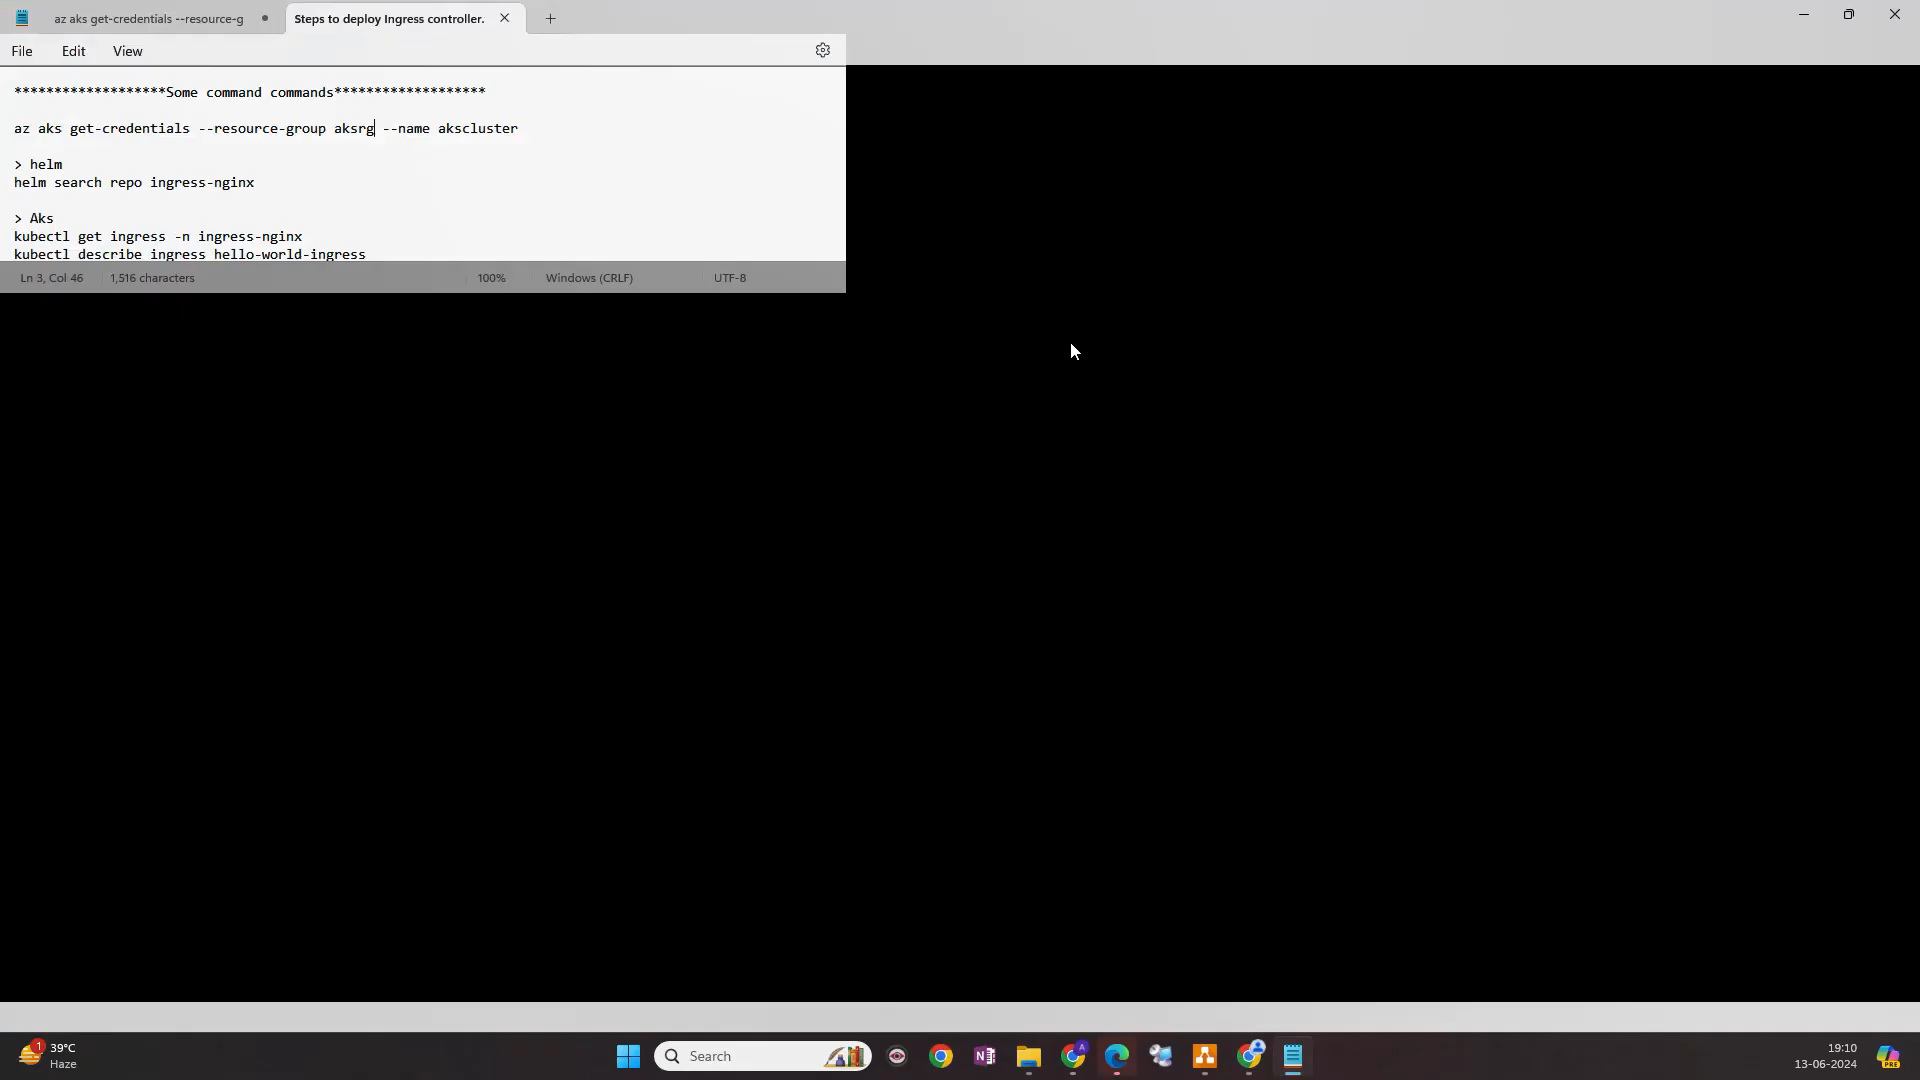 az aks get-credentials --resource-g
Steps to deploy Ingress controller.
File Edit View
*******************Some command commands*******************
az aks get-credentials --resource-group aksrg --name akscluster
> helm
helm search repo ingress-nginx
> Aks
kubectl get ingress -n ingress-nginx
kubectl describe ingress hello-world-ingress
Ln 3, Col 46 1,516 characters 100% Windows (CRLF) UTF-8
1
39°C
Haze
Search
N
A
19:10
13-06-2024
PRE